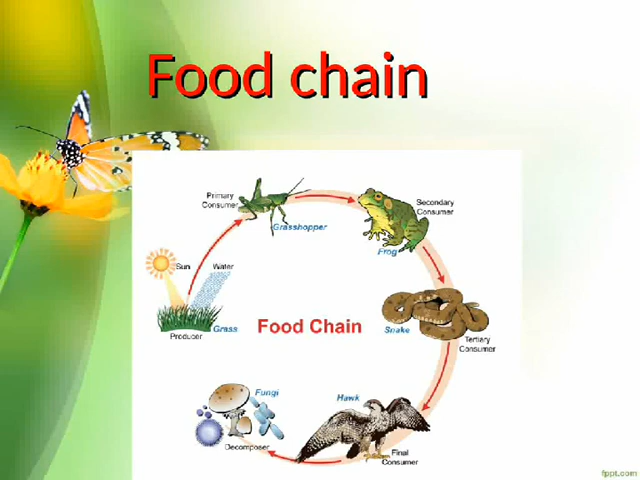 Food chain
Primary
Consumer
Grasshopper
Secondary
Consumer
Frog
Sun
Water
Grass
Producer
Food Chain
Snake
Tertiary
Consumer
Fungi
Hawk
Decomposer
Final
Consumer
fppt.com